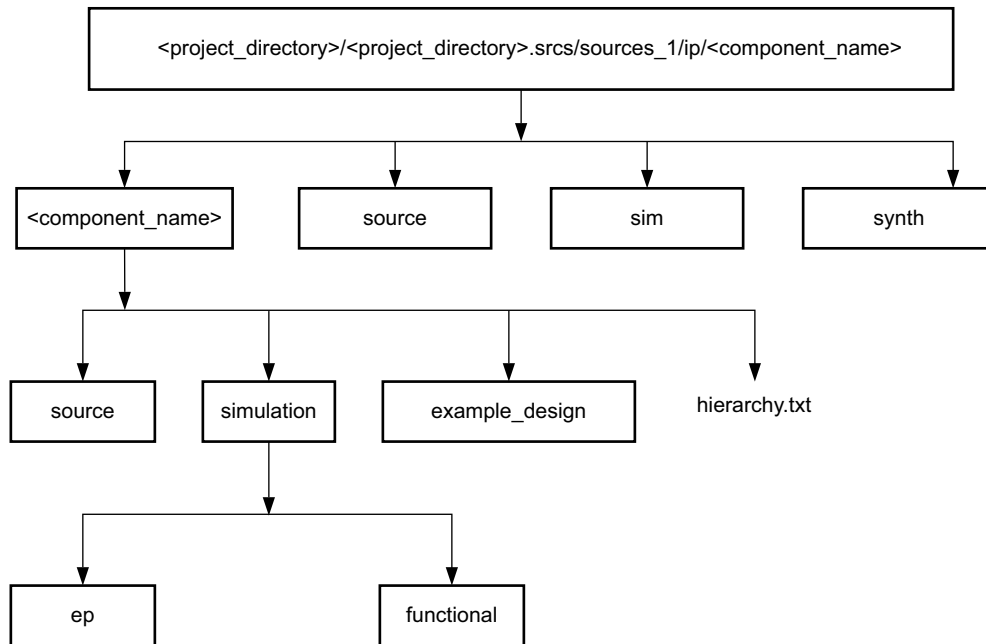 <project_directory>/<project_directory>.srcs/sources_1/ip/<component_name>
<component_name>
source
sim
synth
source
simulation
example_design
hierarchy.txt
ep
functional